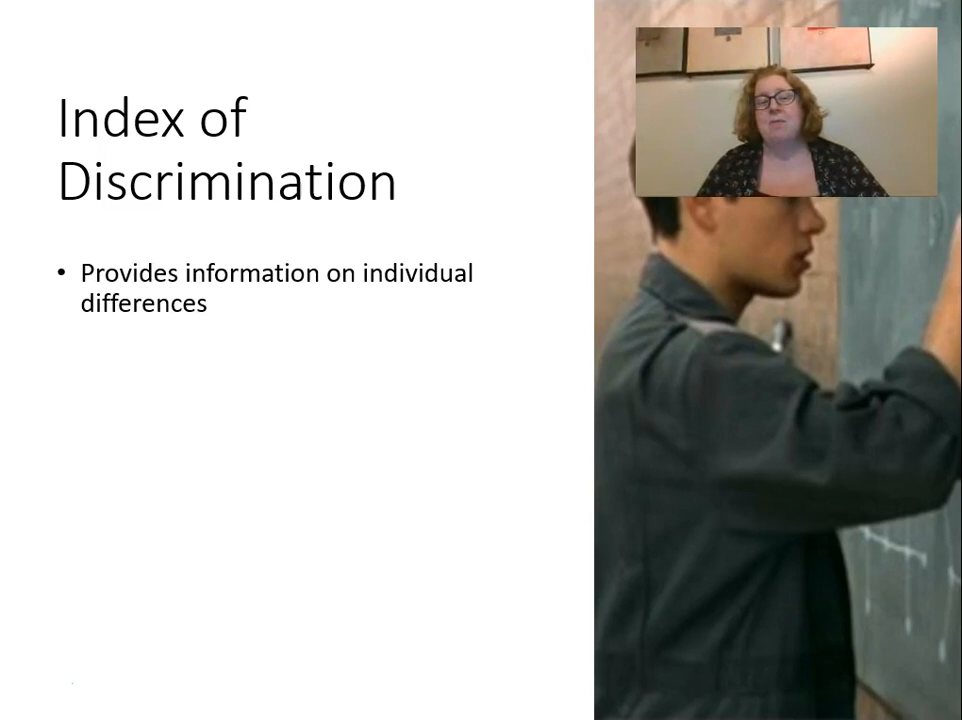 Index of
Discrimination
• Provides information on individual
differences